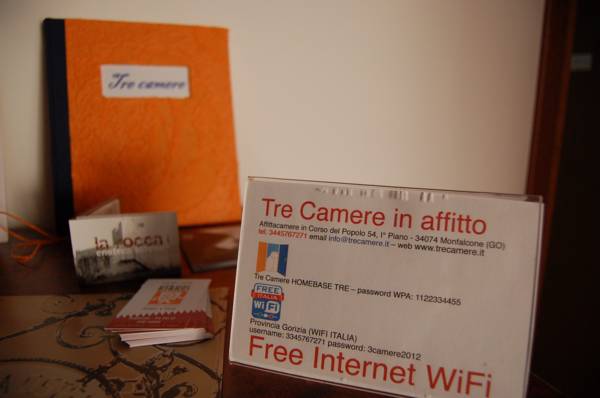 Tre camere
la rocca
Tre Camere in affitto
Affittacamere in Corso del Popolo 54, I° Piano - 34074 Monfalcone (GO)
tel. 3445767271 email info@trecamere.it – web www.trecamere.it
Tre Camere HOMEBASE TRE – password WPA: 1122334455
FREE
ITALIA
WiFi
Provincia Gorizia (WIFI ITALIA)
username: 3345767271 password: 3camere2012
Free Internet WiFi